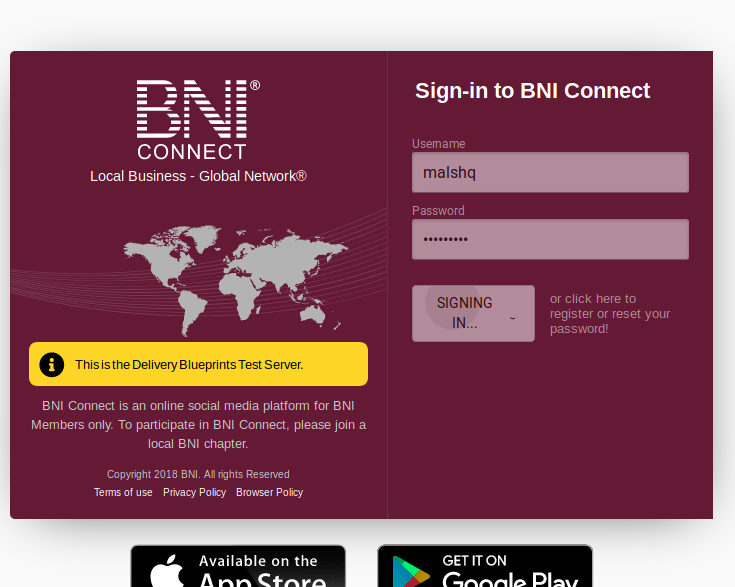 BNI®
CONNECT
Local Business - Global Network®
This is the Delivery Blueprints Test Server.
BNI Connect is an online social media platform for BNI
Members only. To participate in BNI Connect, please join a
local BNI chapter.
Copyright 2018 BNI. All rights Reserved
Terms of use Privacy Policy Browser Policy
Sign-in to BNI Connect
Username
malshq
Password
•••••••••
SIGNING
IN...
or click here to
register or reset your
password!
Available on the
App Store
GET IT ON
Google Play